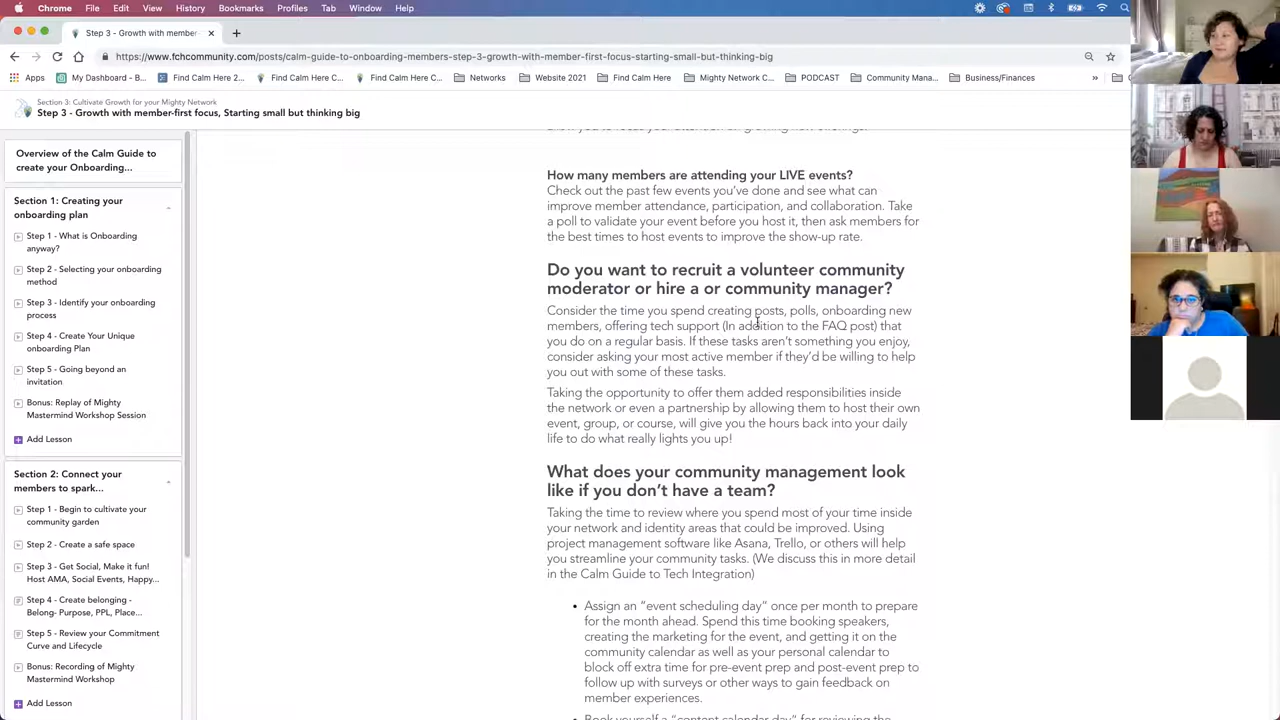 Chrome File Edit View History Bookmarks Profiles Tab Window Help
Step 3 - Growth with member
https://www.fchcommunity.com/posts/calm-guide-to-onboarding-members-step-3-growth-with-member-first-focus-starting-small-but-thinking-big
Apps My Dashboard - B... Find Calm Here 2... Find Calm Here C... Find Calm Here C... Networks Website 2021 Find Calm Here Mighty Network C... PODCAST Community Mana... Business/Finances »
Section 3: Cultivate Growth for your Mighty Network
Step 3 - Growth with member-first focus, Starting small but thinking big
Overview of the Calm Guide to
create your Onboarding...
Section 1: Creating your
onboarding plan
Step 1 - What is Onboarding
anyway?
Step 2 - Selecting your onboarding
method
Step 3 - Identify your onboarding
process
Step 4 - Create Your Unique
onboarding Plan
Step 5 - Going beyond an
invitation
Bonus: Replay of Mighty
Mastermind Workshop Session
Add Lesson
Section 2: Connect your
members to spark...
Step 1 - Begin to cultivate your
community garden
Step 2 - Create a safe space
Step 3 - Get Social, Make it fun!
Host AMA, Social Events, Happy...
Step 4 - Create belonging -
Belong- Purpose, PPL, Place...
Step 5 - Review your Commitment
Curve and Lifecycle
Bonus: Recording of Mighty
Mastermind Workshop
Add Lesson
How many members are attending your LIVE events?
Check out the past few events you've done and see what can
improve member attendance, participation, and collaboration. Take
a poll to validate your event before you host it, then ask members for
the best times to host events to improve the show-up rate.
Do you want to recruit a volunteer community
moderator or hire a or community manager?
Consider the time you spend creating posts, polls, onboarding new
members, offering tech support (In addition to the FAQ post) that
you do on a regular basis. If these tasks aren't something you enjoy,
consider asking your most active member if they'd be willing to help
you out with some of these tasks.
Taking the opportunity to offer them added responsibilities inside
the network or even a partnership by allowing them to host their own
event, group, or course, will give you the hours back into your daily
life to do what really lights you up!
What does your community management look
like if you don't have a team?
Taking the time to review where you spend most of your time inside
your network and identity areas that could be improved. Using
project management software like Asana, Trello, or others will help
you streamline your community tasks. (We discuss this in more detail
in the Calm Guide to Tech Integration)
• Assign an “event scheduling day” once per month to prepare
for the month ahead. Spend this time booking speakers,
creating the marketing for the event, and getting it on the
community calendar as well as your personal calendar to
block off extra time for pre-event prep and post-event prep to
follow up with surveys or other ways to gain feedback on
member experiences.